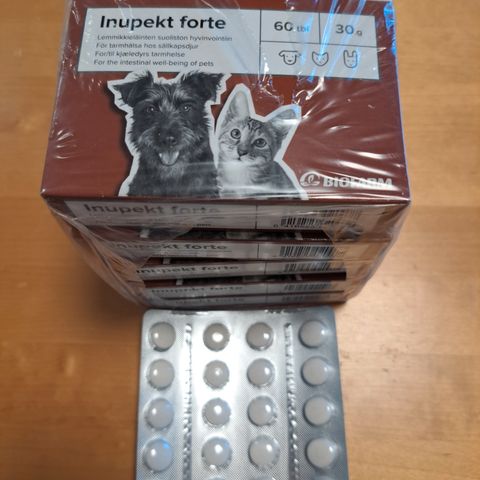 Inupekt forte
60 tbl
30 g
Lemmikkieläinten suoliston hyvinvointiin
För tarmhälsa hos sällskapsdjur
For/til kjæledyrs tarmhelse
For the intestinal well-being of pets
BIOFARM
Inupekt forte
Inupekt forte
Inupekt forte
forte